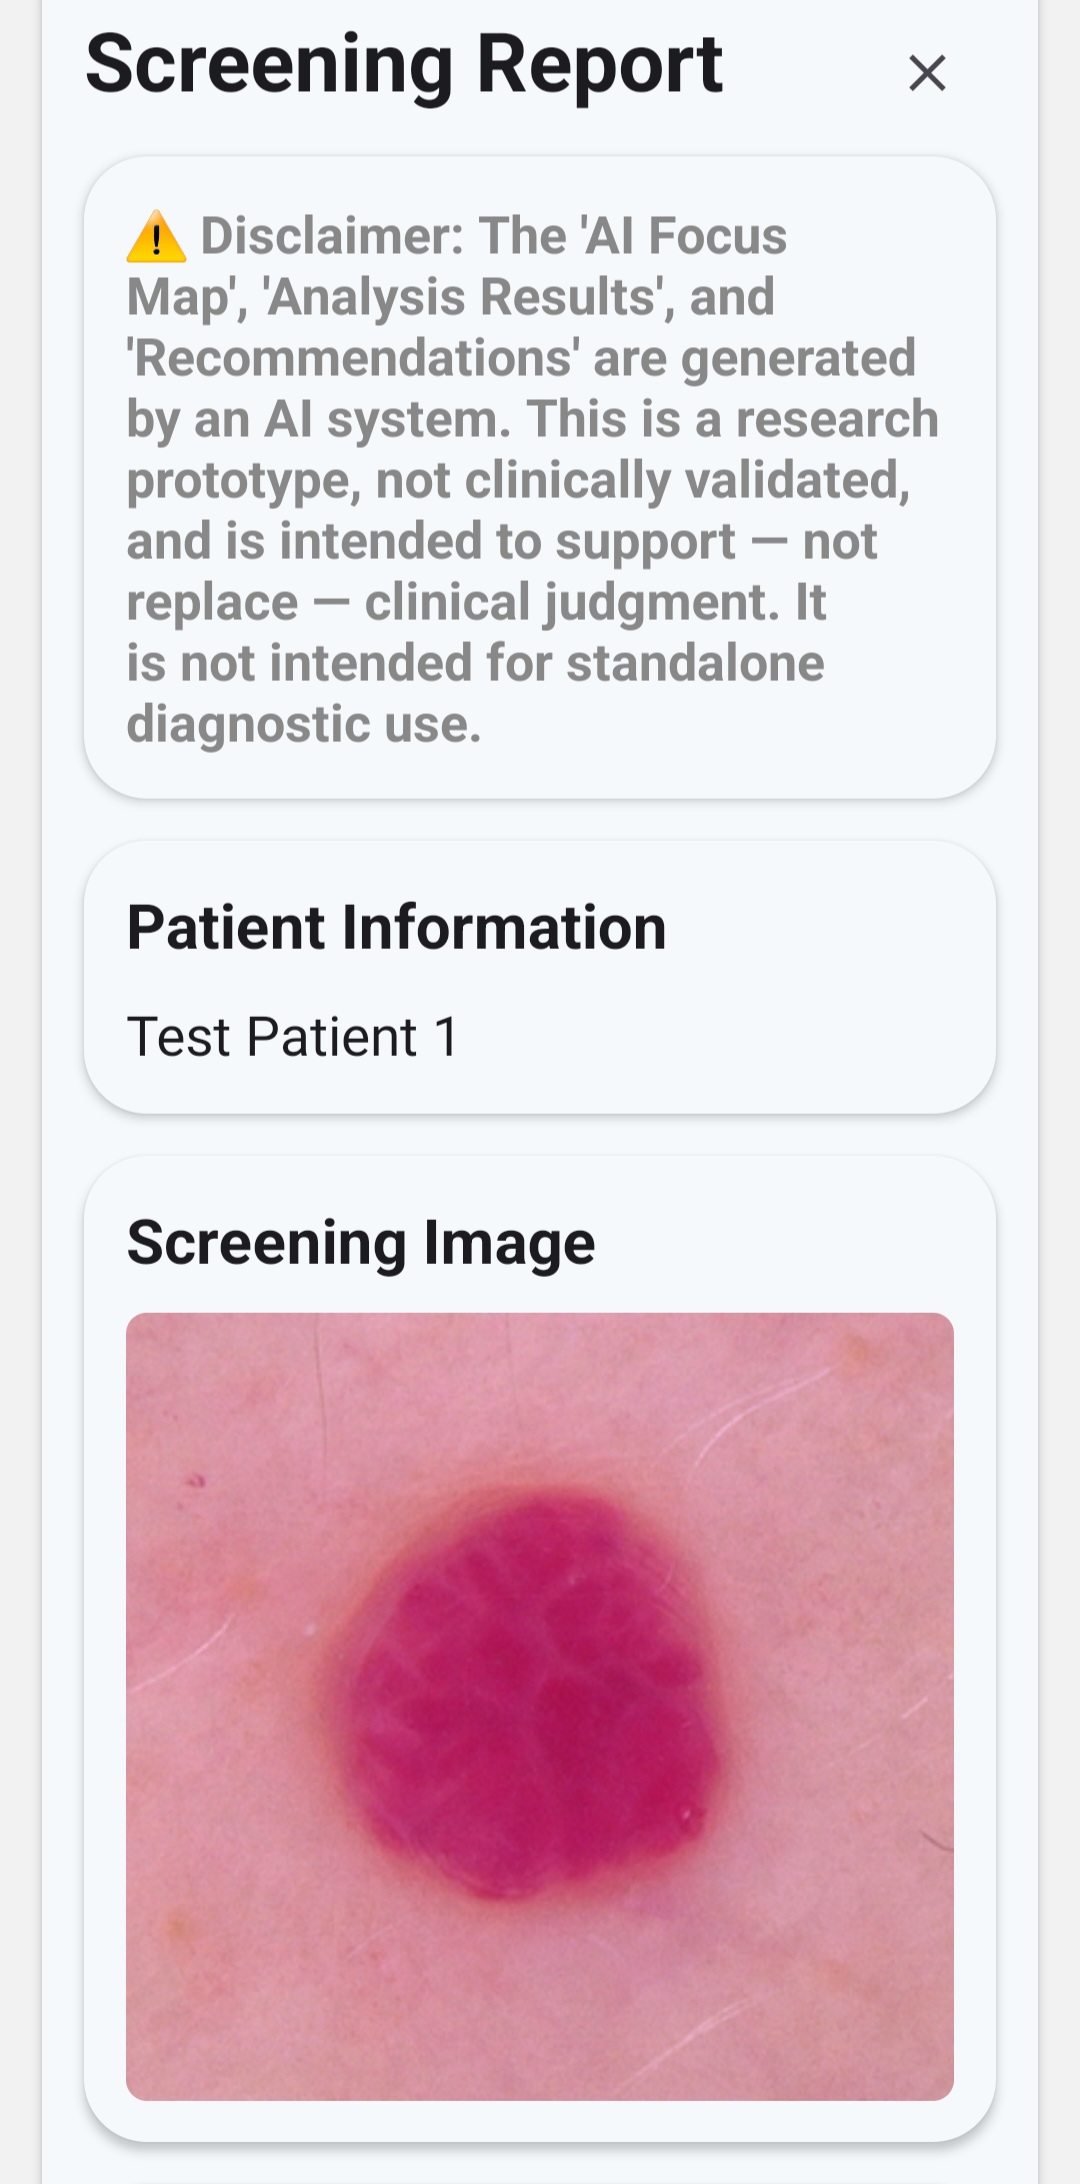 Screening Report
⚠️ Disclaimer: The 'AI Focus
Map', 'Analysis Results', and
'Recommendations' are generated
by an AI system. This is a research
prototype, not clinically validated,
and is intended to support — not
replace — clinical judgment. It
is not intended for standalone
diagnostic use.
Patient Information
Test Patient 1
Screening Image